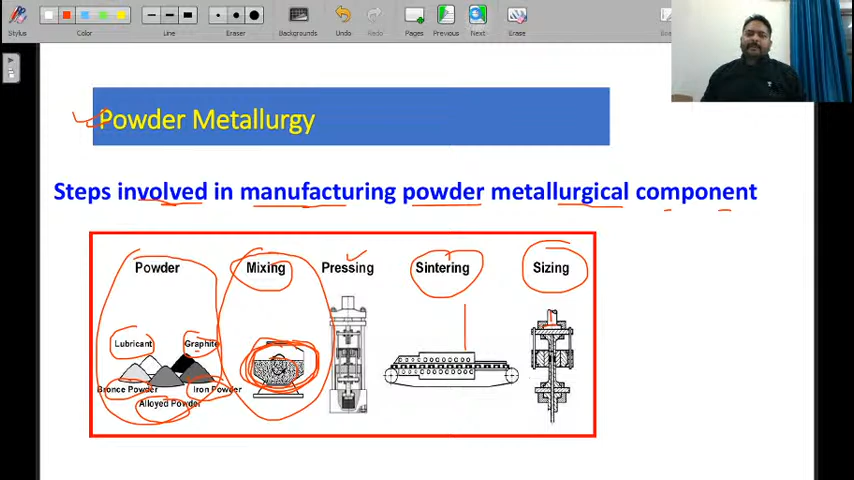 Stylus
Color
Line
Eraser
Backgrounds
Undo
Redo
Pages
Previous
Next
Erase
Powder Metallurgy
Steps involved in manufacturing powder metallurgical component
Powder Mixing Pressing Sintering Sizing
Lubricant Graphite
Bronce Powder Iron Powder
Alloyed Powder